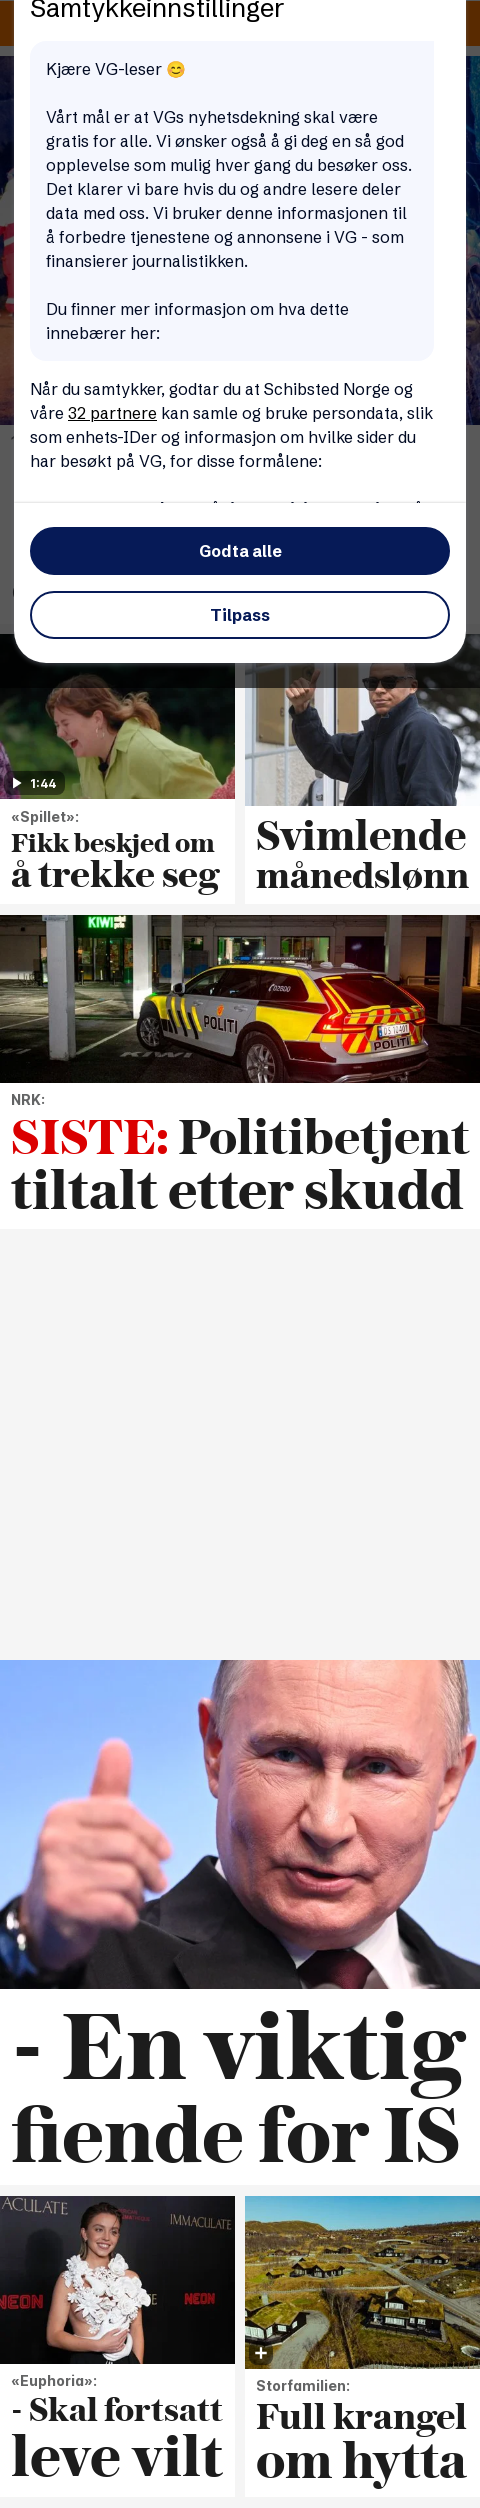 Samtykkeinnstillinger
Kjære VG-leser 😊
Vårt mål er at VGs nyhetsdekning skal være
gratis for alle. Vi ønsker også å gi deg en så god
opplevelse som mulig hver gang du besøker oss.
Det klarer vi bare hvis du og andre lesere deler
data med oss. Vi bruker denne informasjonen til
å forbedre tjenestene og annonsene i VG - som
finansierer journalistikken.
Du finner mer informasjon om hva dette
innebærer her:
Når du samtykker, godtar du at Schibsted Norge og
våre 32 partnere kan samle og bruke persondata, slik
som enhets-IDer og informasjon om hvilke sider du
har besøkt på VG, for disse formålene:
Godta alle
Tilpass
1:44
«Spillet»:
Fikk beskjed om
å trekke seg
Svimlende
månedslønn
KIWI
02800
POLITI
POLITI
NRK:
SISTE: Politibetjent
tiltalt etter skudd
- En viktig
fiende for IS
ACULATE
IMMACULATE
NEON
NEON
«Euphoria»:
- Skal fortsatt
leve vilt
Storfamilien:
Full krangel
om hytta